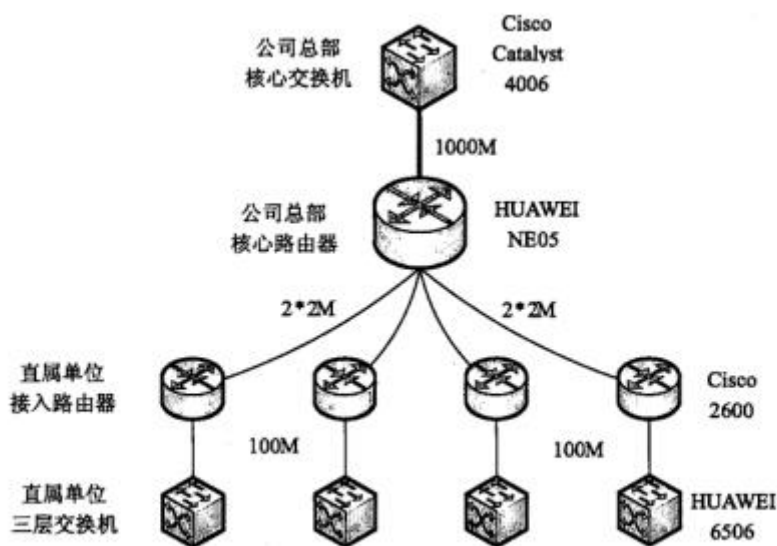 公司总部
核心交换机
Cisco
Catalyst
4006
1000M
公司总部
核心路由器
HUAWEI
NE05
2*2M
2*2M
直属单位
接入路由器
Cisco
2600
100M
100M
直属单位
三层交换机
HUAWEI
6506